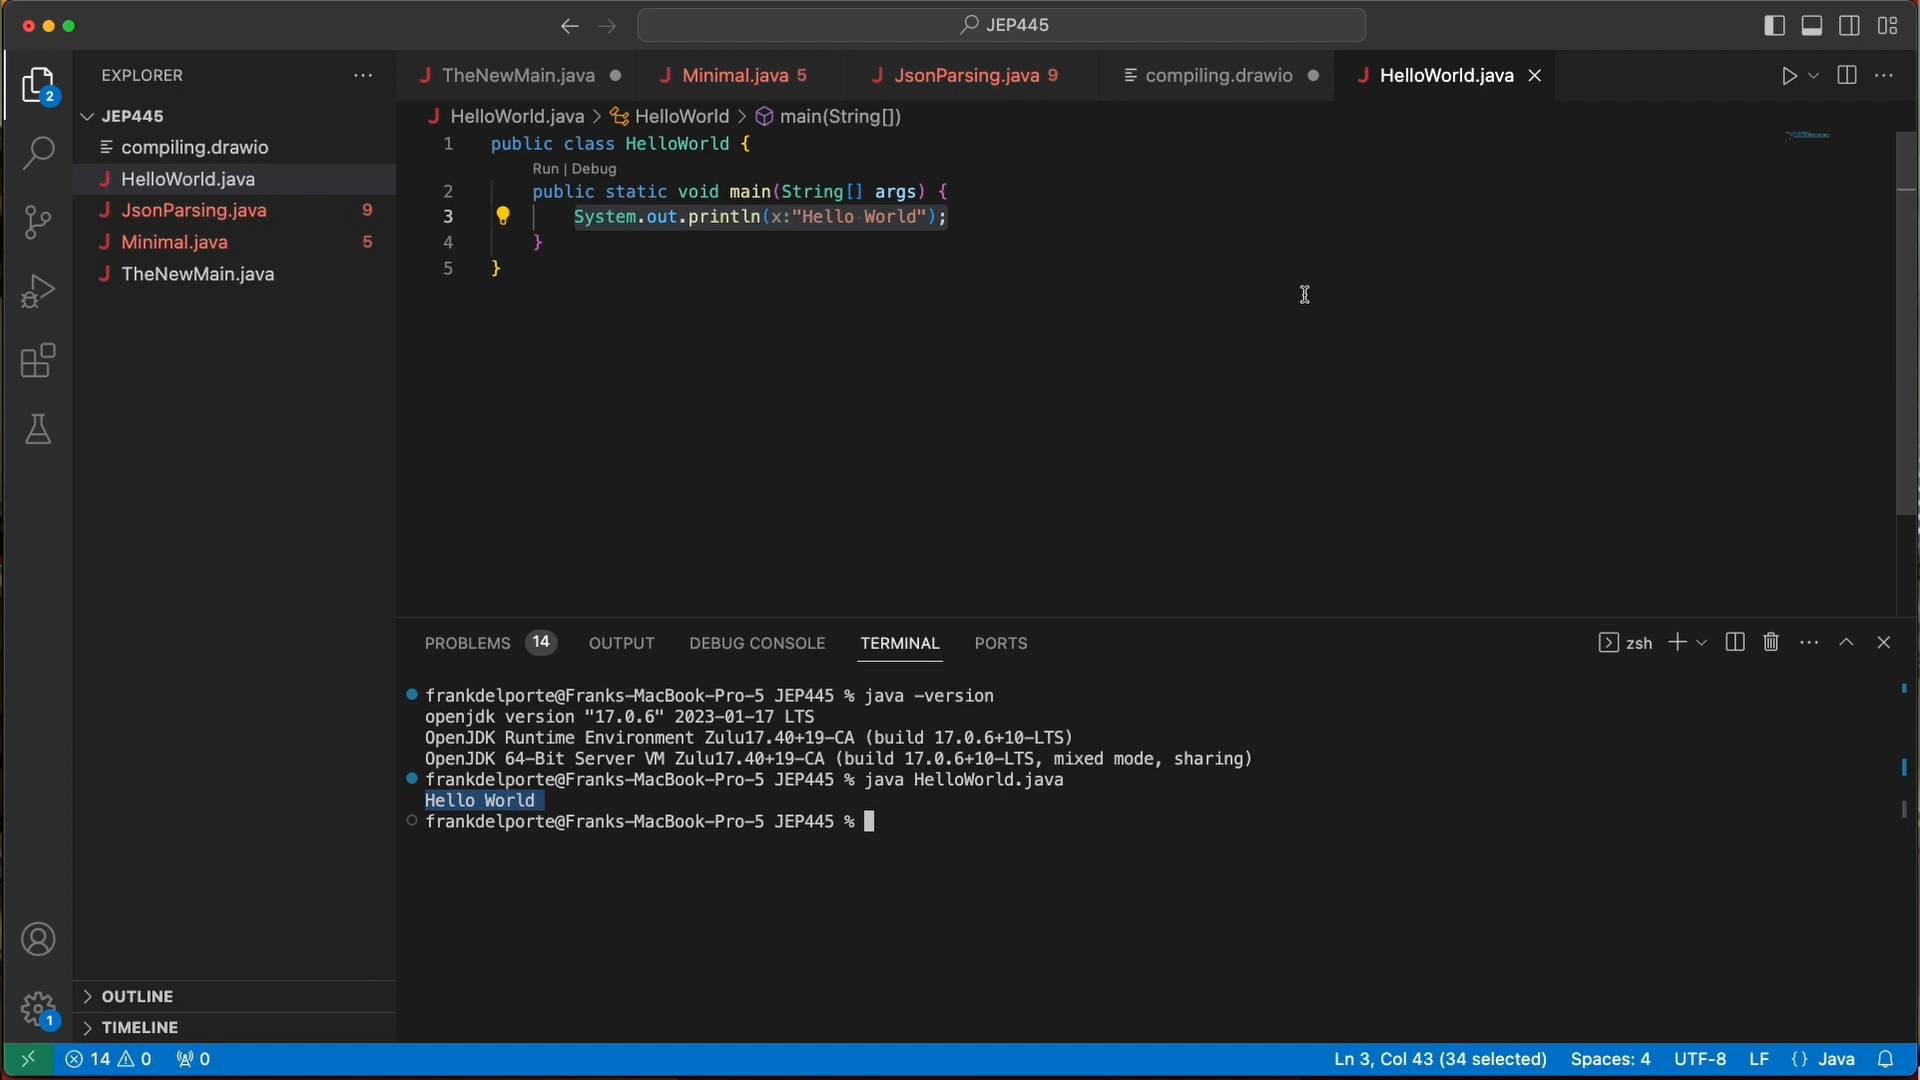 JEP445
EXPLORER
TheNewMain.java
Minimal.java 5
JsonParsing.java 9
compiling.drawio
HelloWorld.java
2
JEP445
compiling.drawio
HelloWorld.java
JsonParsing.java 9
Minimal.java 5
TheNewMain.java
HelloWorld.java > HelloWorld > main(String[])
1 public class HelloWorld {
Run | Debug
2 public static void main(String[] args) {
3 System.out.println(x:"Hello World");
4 }
5 }
PROBLEMS 14 OUTPUT DEBUG CONSOLE TERMINAL PORTS
zsh
frankdelporte@Franks-MacBook-Pro-5 JEP445 % java -version
openjdk version "17.0.6" 2023-01-17 LTS
OpenJDK Runtime Environment Zulu17.40+19-CA (build 17.0.6+10-LTS)
OpenJDK 64-Bit Server VM Zulu17.40+19-CA (build 17.0.6+10-LTS, mixed mode, sharing)
frankdelporte@Franks-MacBook-Pro-5 JEP445 % java HelloWorld.java
Hello World
frankdelporte@Franks-MacBook-Pro-5 JEP445 %
OUTLINE
1
TIMELINE
14 0 0
Ln 3, Col 43 (34 selected) Spaces: 4 UTF-8 LF {} Java